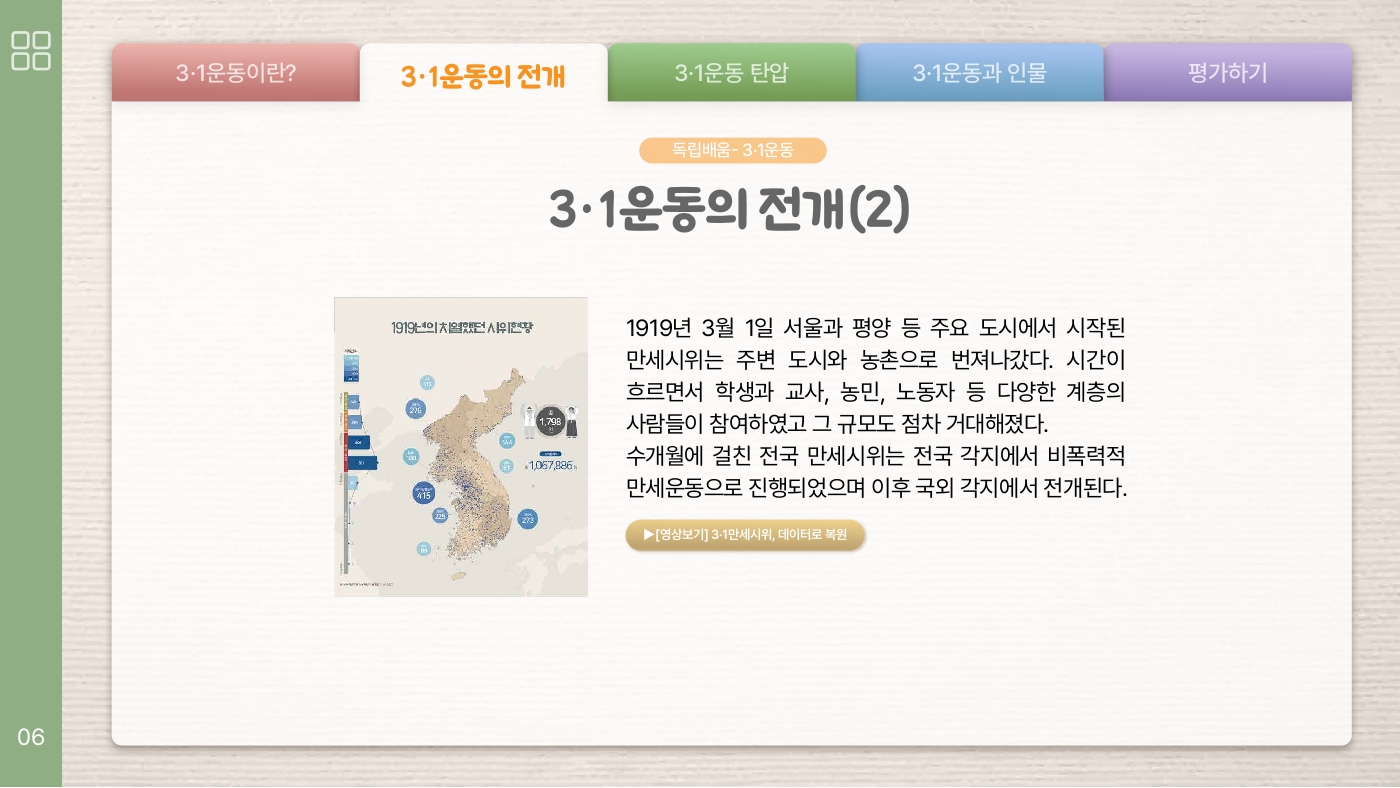 3·1운동이란?
3·1운동의 전개
3·1운동 탄압
3·1운동과 인물
평가하기
독립배움- 3·1운동
3·1운동의 전개(2)
1919년의 치열했던 시위현황
276
1,798
1,067,886
415
225
273
1919년 3월 1일 서울과 평양 등 주요 도시에서 시작된
만세시위는 주변 도시와 농촌으로 번져나갔다. 시간이
흐르면서 학생과 교사, 농민, 노동자 등 다양한 계층의
사람들이 참여하였고 그 규모도 점차 거대해졌다.
수개월에 걸친 전국 만세시위는 전국 각지에서 비폭력적
만세운동으로 진행되었으며 이후 국외 각지에서 전개된다.
▶[영상보기] 3·1만세시위, 데이터로 복원
06